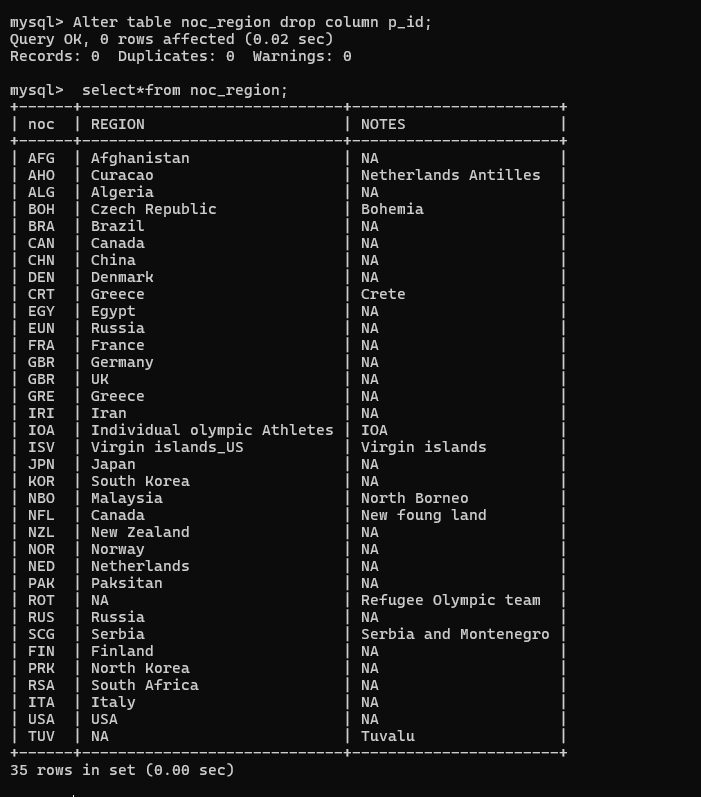 mysql> Alter table noc_region drop column p_id;
Query OK, 0 rows affected (0.02 sec)
Records: 0  Duplicates: 0  Warnings: 0

mysql>  select*from noc_region;
+------+-----------------------------+-----------------------+
| noc  | REGION                      | NOTES                 |
+------+-----------------------------+-----------------------+
| AFG  | Afghanistan                 | NA                    |
| AHO  | Curacao                     | Netherlands Antilles  |
| ALG  | Algeria                     | NA                    |
| BOH  | Czech Republic              | Bohemia               |
| BRA  | Brazil                      | NA                    |
| CAN  | Canada                      | NA                    |
| CHN  | China                       | NA                    |
| DEN  | Denmark                     | NA                    |
| CRT  | Greece                      | Crete                 |
| EGY  | Egypt                       | NA                    |
| EUN  | Russia                      | NA                    |
| FRA  | France                      | NA                    |
| GBR  | Germany                     | NA                    |
| GBR  | UK                          | NA                    |
| GRE  | Greece                      | NA                    |
| IRI  | Iran                        | NA                    |
| IOA  | Individual olympic Athletes | IOA                   |
| ISV  | Virgin islands_US           | Virgin islands        |
| JPN  | Japan                       | NA                    |
| KOR  | South Korea                 | NA                    |
| NBO  | Malaysia                    | North Borneo          |
| NFL  | Canada                      | New foung land        |
| NZL  | New Zealand                 | NA                    |
| NOR  | Norway                      | NA                    |
| NED  | Netherlands                 | NA                    |
| PAK  | Paksitan                    | NA                    |
| ROT  | NA                          | Refugee Olympic team  |
| RUS  | Russia                      | NA                    |
| SCG  | Serbia                      | Serbia and Montenegro |
| FIN  | Finland                     | NA                    |
| PRK  | North Korea                 | NA                    |
| RSA  | South Africa                | NA                    |
| ITA  | Italy                       | NA                    |
| USA  | USA                         | NA                    |
| TUV  | NA                          | Tuvalu                |
+------+-----------------------------+-----------------------+
35 rows in set (0.00 sec)